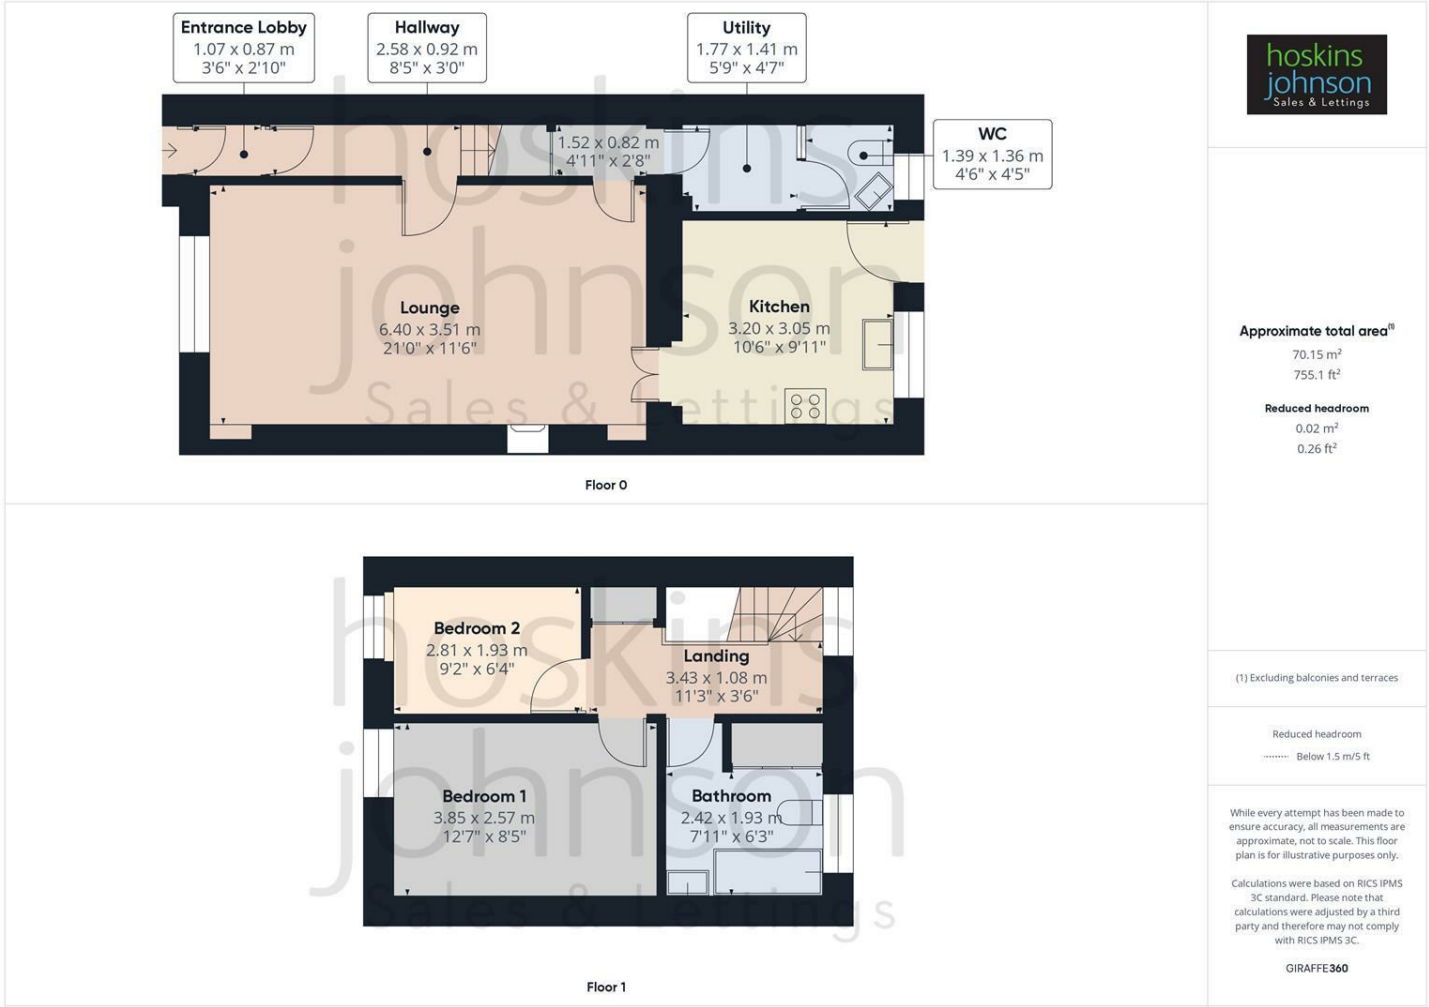 Entrance Lobby
1.07 x 0.87 m
3'6" x 2'10"
Hallway
2.58 x 0.92 m
8'5" x 3'0"
Utility
1.77 x 1.41 m
5'9" x 4'7"
WC
1.39 x 1.36 m
4'6" x 4'5"
1.52 x 0.82 m
4'11" x 2'8"
Lounge
6.40 x 3.51 m
21'0" x 11'6"
Kitchen
3.20 x 3.05 m
10'6" x 9'11"
hoskins
johnson
Sales & Lettings
Floor 0
Bedroom 2
2.81 x 1.93 m
9'2" x 6'4"
Landing
3.43 x 1.08 m
11'3" x 3'6"
Bedroom 1
3.85 x 2.57 m
12'7" x 8'5"
Bathroom
2.42 x 1.93 m
7'11" x 6'3"
hoskins
johnson
Sales & Lettings
Floor 1
hoskins
johnson
Sales & Lettings
Approximate total area(1)
70.15 m²
755.1 ft²
Reduced headroom
0.02 m²
0.26 ft²
(1) Excluding balconies and terraces
Reduced headroom
Below 1.5 m/5 ft
While every attempt has been made to
ensure accuracy, all measurements are
approximate, not to scale. This floor
plan is for illustrative purposes only.
Calculations were based on RICS IPMS
3C standard. Please note that
calculations were adjusted by a third
party and therefore may not comply
with RICS IPMS 3C.
GIRAFFE360